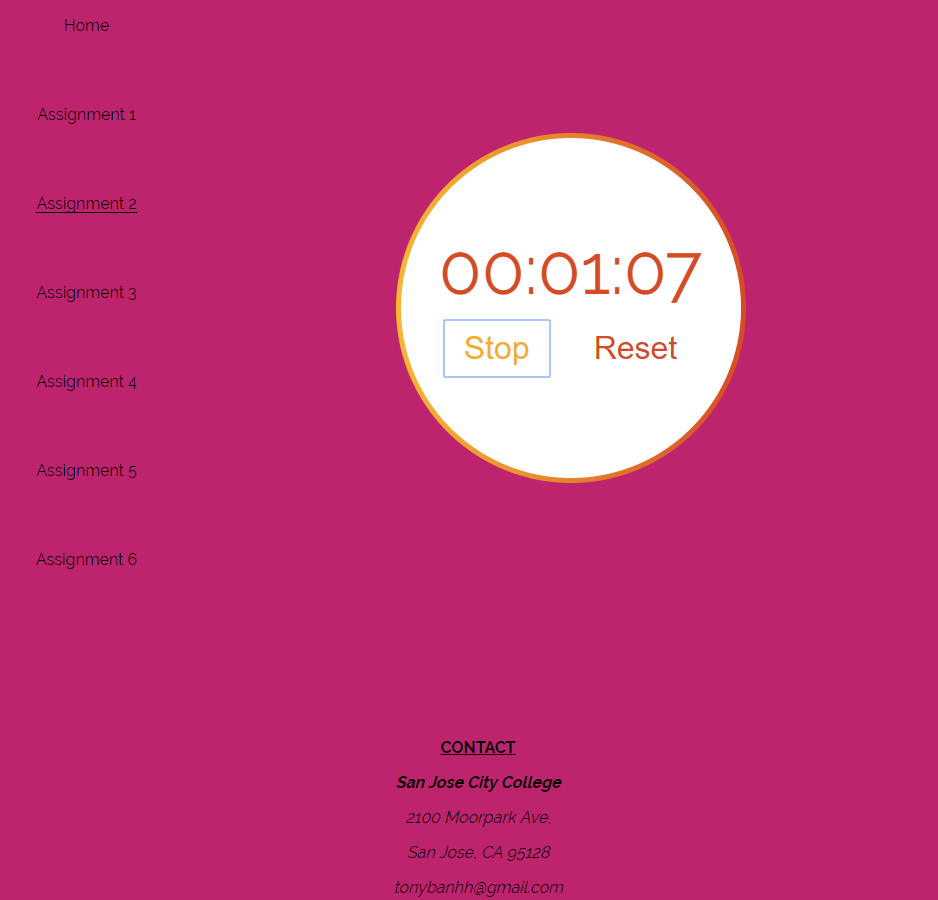 Home
Assignment 1
Assignment 2
Assignment 3
Assignment 4
Assignment 5
Assignment 6
00:01:07
Stop
Reset
CONTACT
San Jose City College
2100 Moorpark Ave,
San Jose, CA 95128
tonybanhh@gmail.com